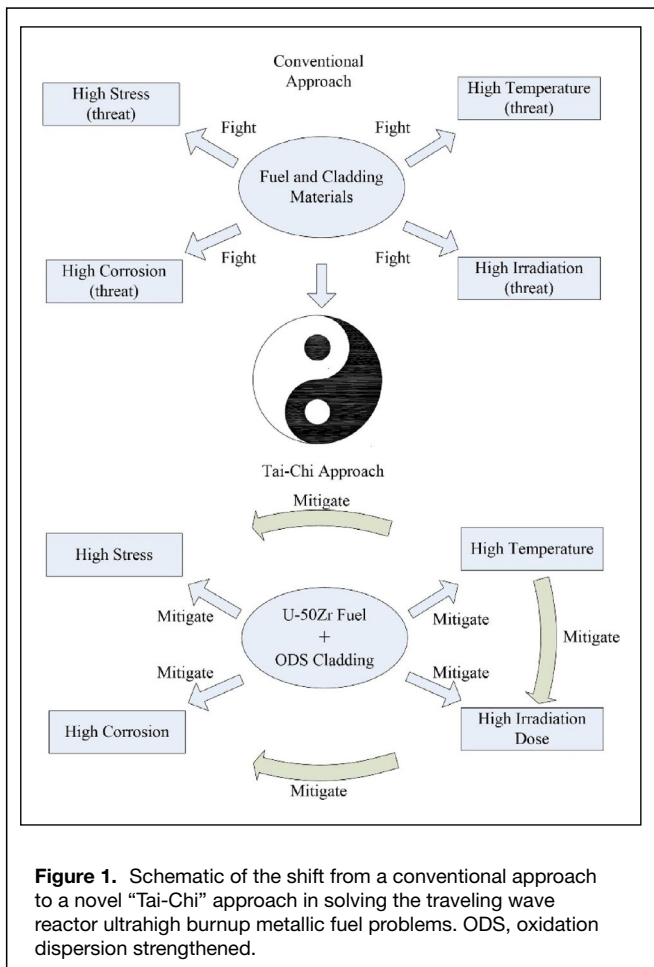 Conventional
Approach
High Stress
(threat)
High Temperature
(threat)
Fight
Fight
Fuel and Cladding
Materials
High Corrosion
(threat)
Fight
Fight
High Irradiation
(threat)
Tai-Chi Approach
Mitigate
High Stress
High Temperature
Mitigate
U-50Zr Fuel
+
ODS Cladding
Mitigate
Mitigate
Mitigate
Mitigate
High Corrosion
High Irradiation
Dose
Mitigate
Figure 1. Schematic of the shift from a conventional approach
to a novel “Tai-Chi” approach in solving the traveling wave
reactor ultrahigh burnup metallic fuel problems. ODS, oxidation
dispersion strengthened.